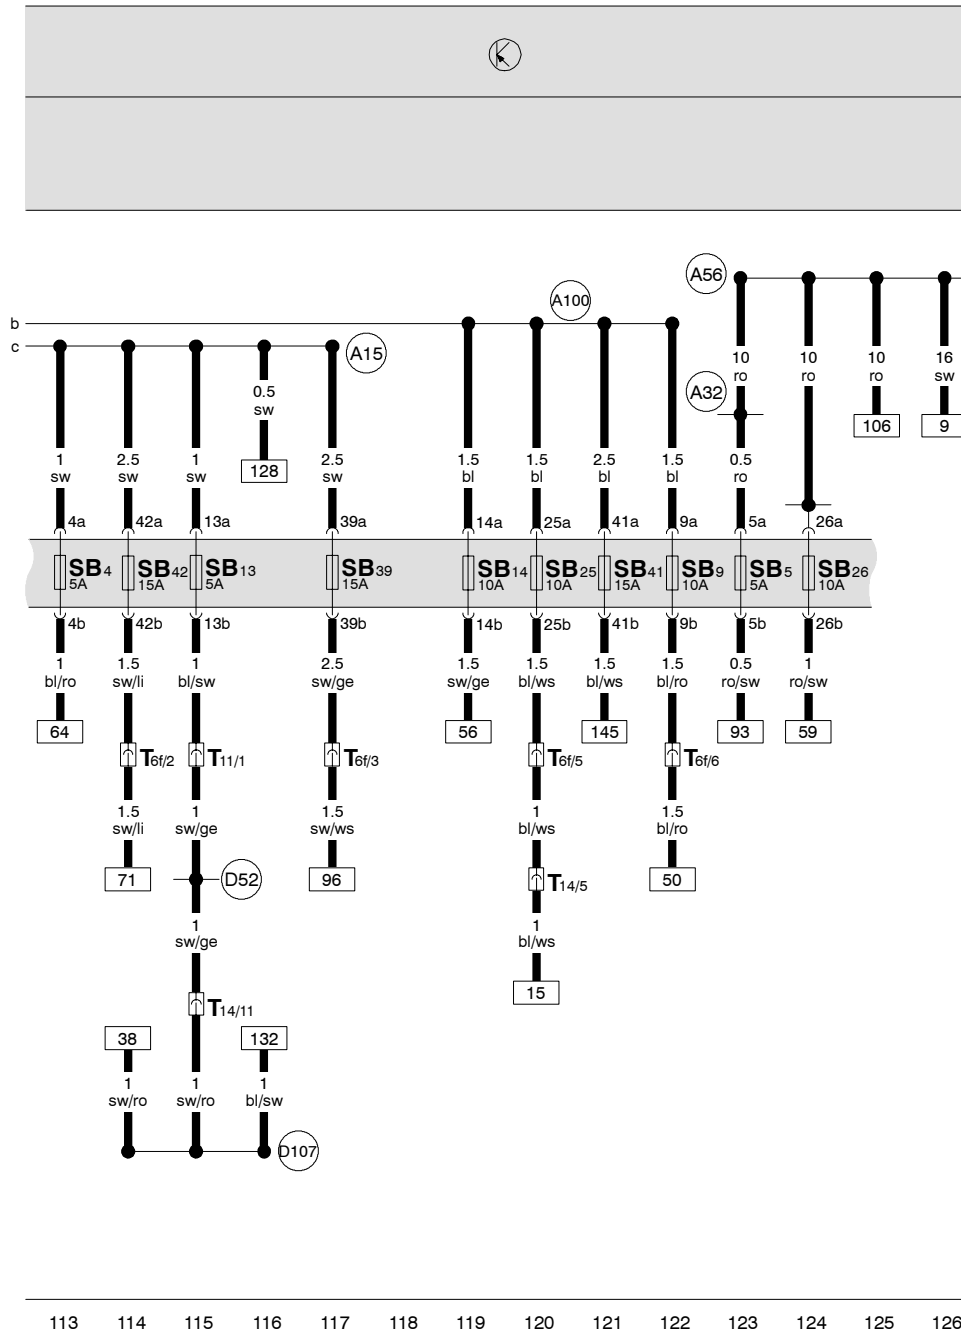 A56
A100
b
c
A15
10 10 10 16
ro ro ro sw
0.5
sw
A32
106 9
1 2.5 1 128 2.5 1.5 1.5 2.5 1.5 0.5
sw sw sw sw bl bl bl bl ro
4a 42a 13a 39a 14a 25a 41a 9a 5a 26a
SB4 SB42 SB13 SB39 SB14 SB25 SB41 SB9 SB5 SB26
5A 15A 5A 15A 10A 10A 15A 10A 5A 10A
4b 42b 13b 39b 14b 25b 41b 9b 5b 26b
1 1.5 1 2.5 1.5 1.5 1.5 1.5 0.5 1
bl/ro sw/li bl/sw sw/ge sw/ge bl/ws bl/ws bl/ro ro/sw ro/sw
64 56 145 93 59
T6f/2 T11/1 T6f/3 T6f/5 T6f/6
1.5 1 1.5 1 1.5
sw/li sw/ge sw/ws bl/ws bl/ro
71 D52 96 T14/5 50
1 1
sw/ge bl/ws
15
T14/11
38 132
1 1 1
sw/ro sw/ro bl/sw
D107
113 114 115 116 117 118 119 120 121 122 123 124 125 126